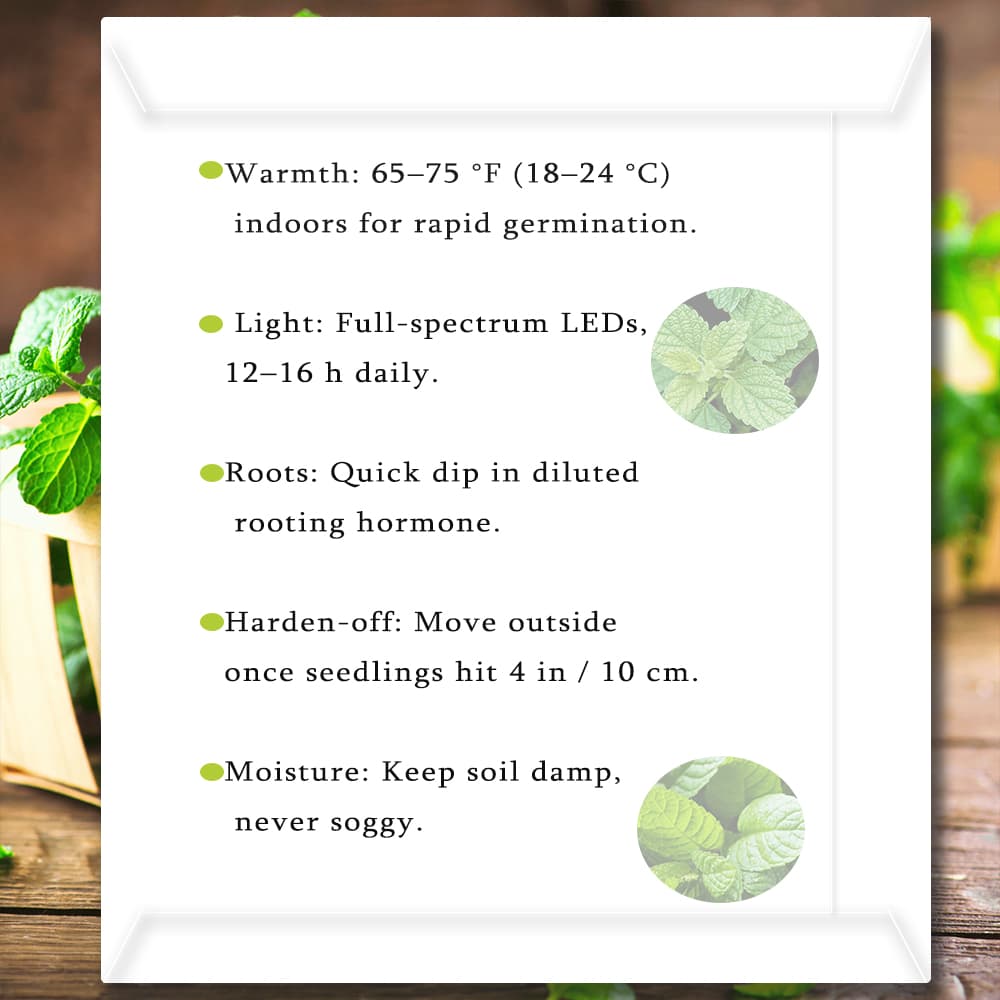 Warmth: 65–75 °F (18–24 °C)
indoors for rapid germination.
Light: Full-spectrum LEDs,
12–16 h daily.
Roots: Quick dip in diluted
rooting hormone.
Harden-off: Move outside
once seedlings hit 4 in / 10 cm.
Moisture: Keep soil damp,
never soggy.